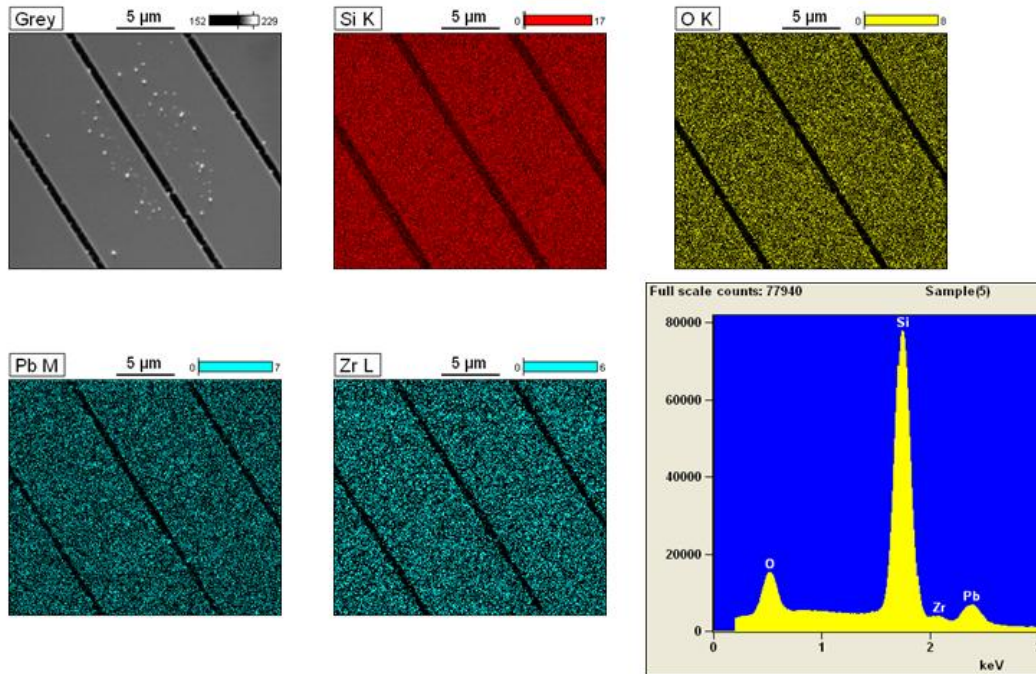 Grey 5 µm 152 229
Si K 5 µm 0 17
O K 5 µm 0 8
Pb M 5 µm 0 7
Zr L 5 µm 0 6
Full scale counts: 77940 Sample(5)
80000
60000
40000
20000
0
Si
O
Zr
Pb
0 1 2
keV